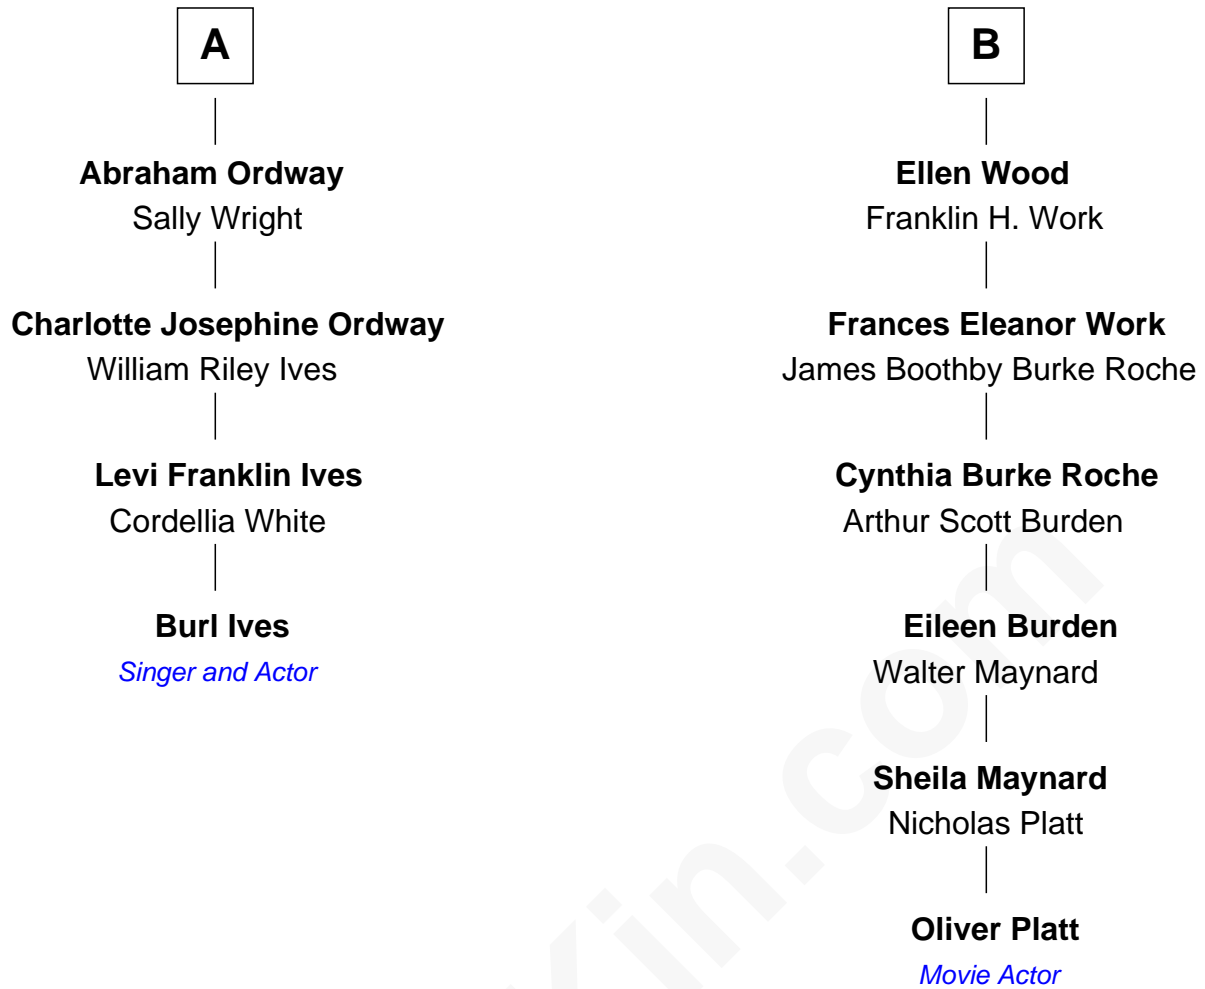 A
Abraham Ordway
Sally Wright
Charlotte Josephine Ordway
William Riley Ives
Levi Franklin Ives
Cordellia White
Burl Ives
Singer and Actor
B
Ellen Wood
Franklin H. Work
Frances Eleanor Work
James Boothby Burke Roche
Cynthia Burke Roche
Arthur Scott Burden
Eileen Burden
Walter Maynard
Sheila Maynard
Nicholas Platt
Oliver Platt
Movie Actor
Kin.com